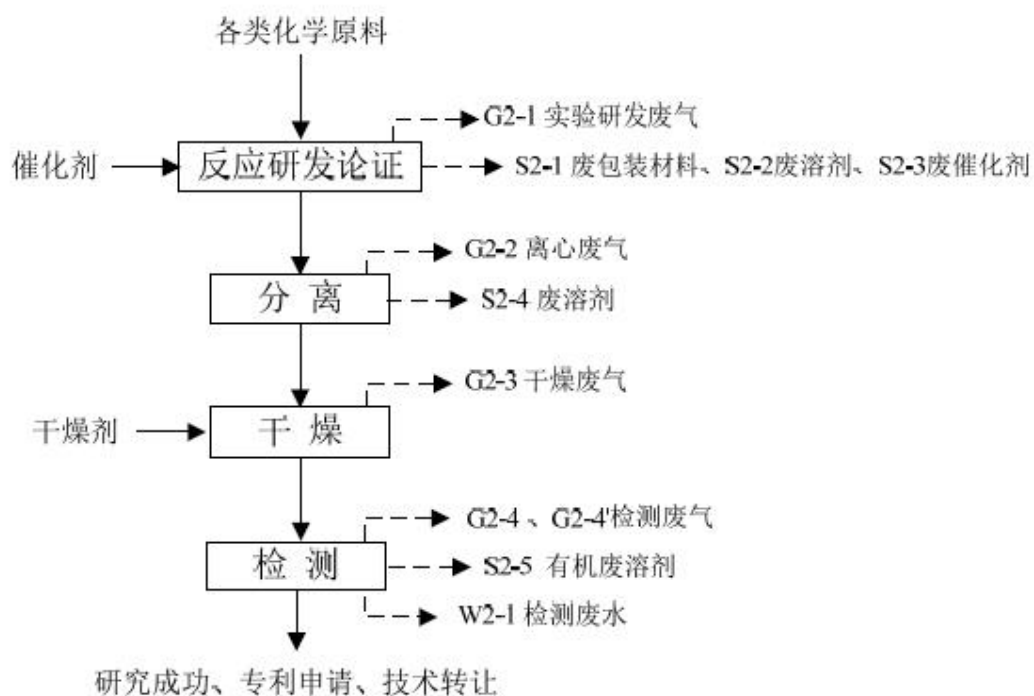 各类化学原料
G2-1 实验研发废气
催化剂
反应研发论证
S2-1 废包装材料、S2-2废溶剂、S2-3废催化剂
G2-2 离心废气
分离
S2-4 废溶剂
G2-3 干燥废气
干燥剂
干燥
G2-4 、G2-4'检测废气
检测
S2-5 有机废溶剂
W2-1 检测废水
研究成功、专利申请、技术转让